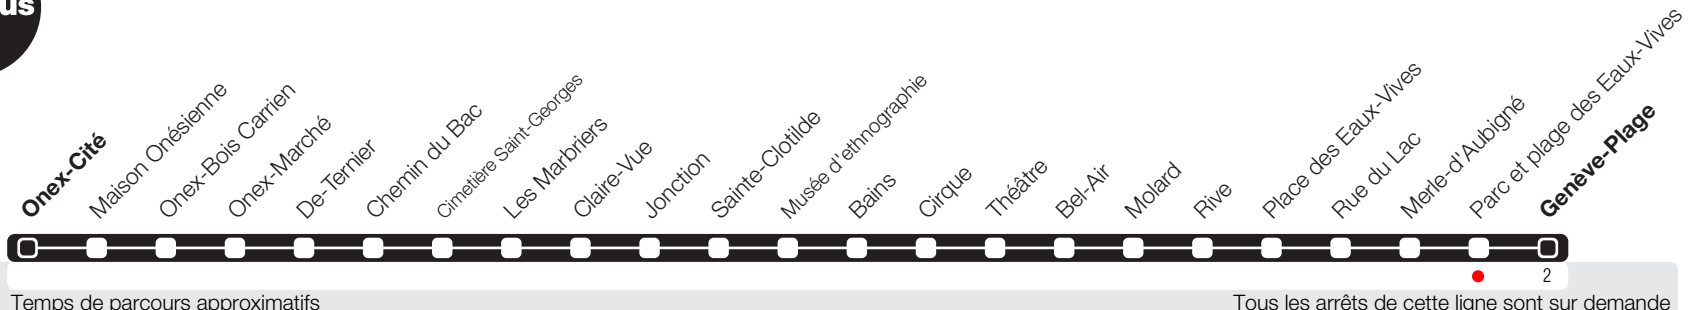 us
Onex-Cité
Maison Onésienne
Onex-Bois Carrien
Onex-Marché
De-Ternier
Chemin du Bac
Cimetière Saint-Georges
Les Marbriers
Claire-Vue
Jonction
Sainte-Clotilde
Musée d'ethnographie
Bains
Cirque
Théâtre
Bel-Air
Molard
Rive
Place des Eaux-Vives
Rue du Lac
Merle-d'Aubigné
Parc et plage des Eaux-Vives
Genève-Plage
2
Temps de parcours approximatifs
Tous les arrêts de cette ligne sont sur demande